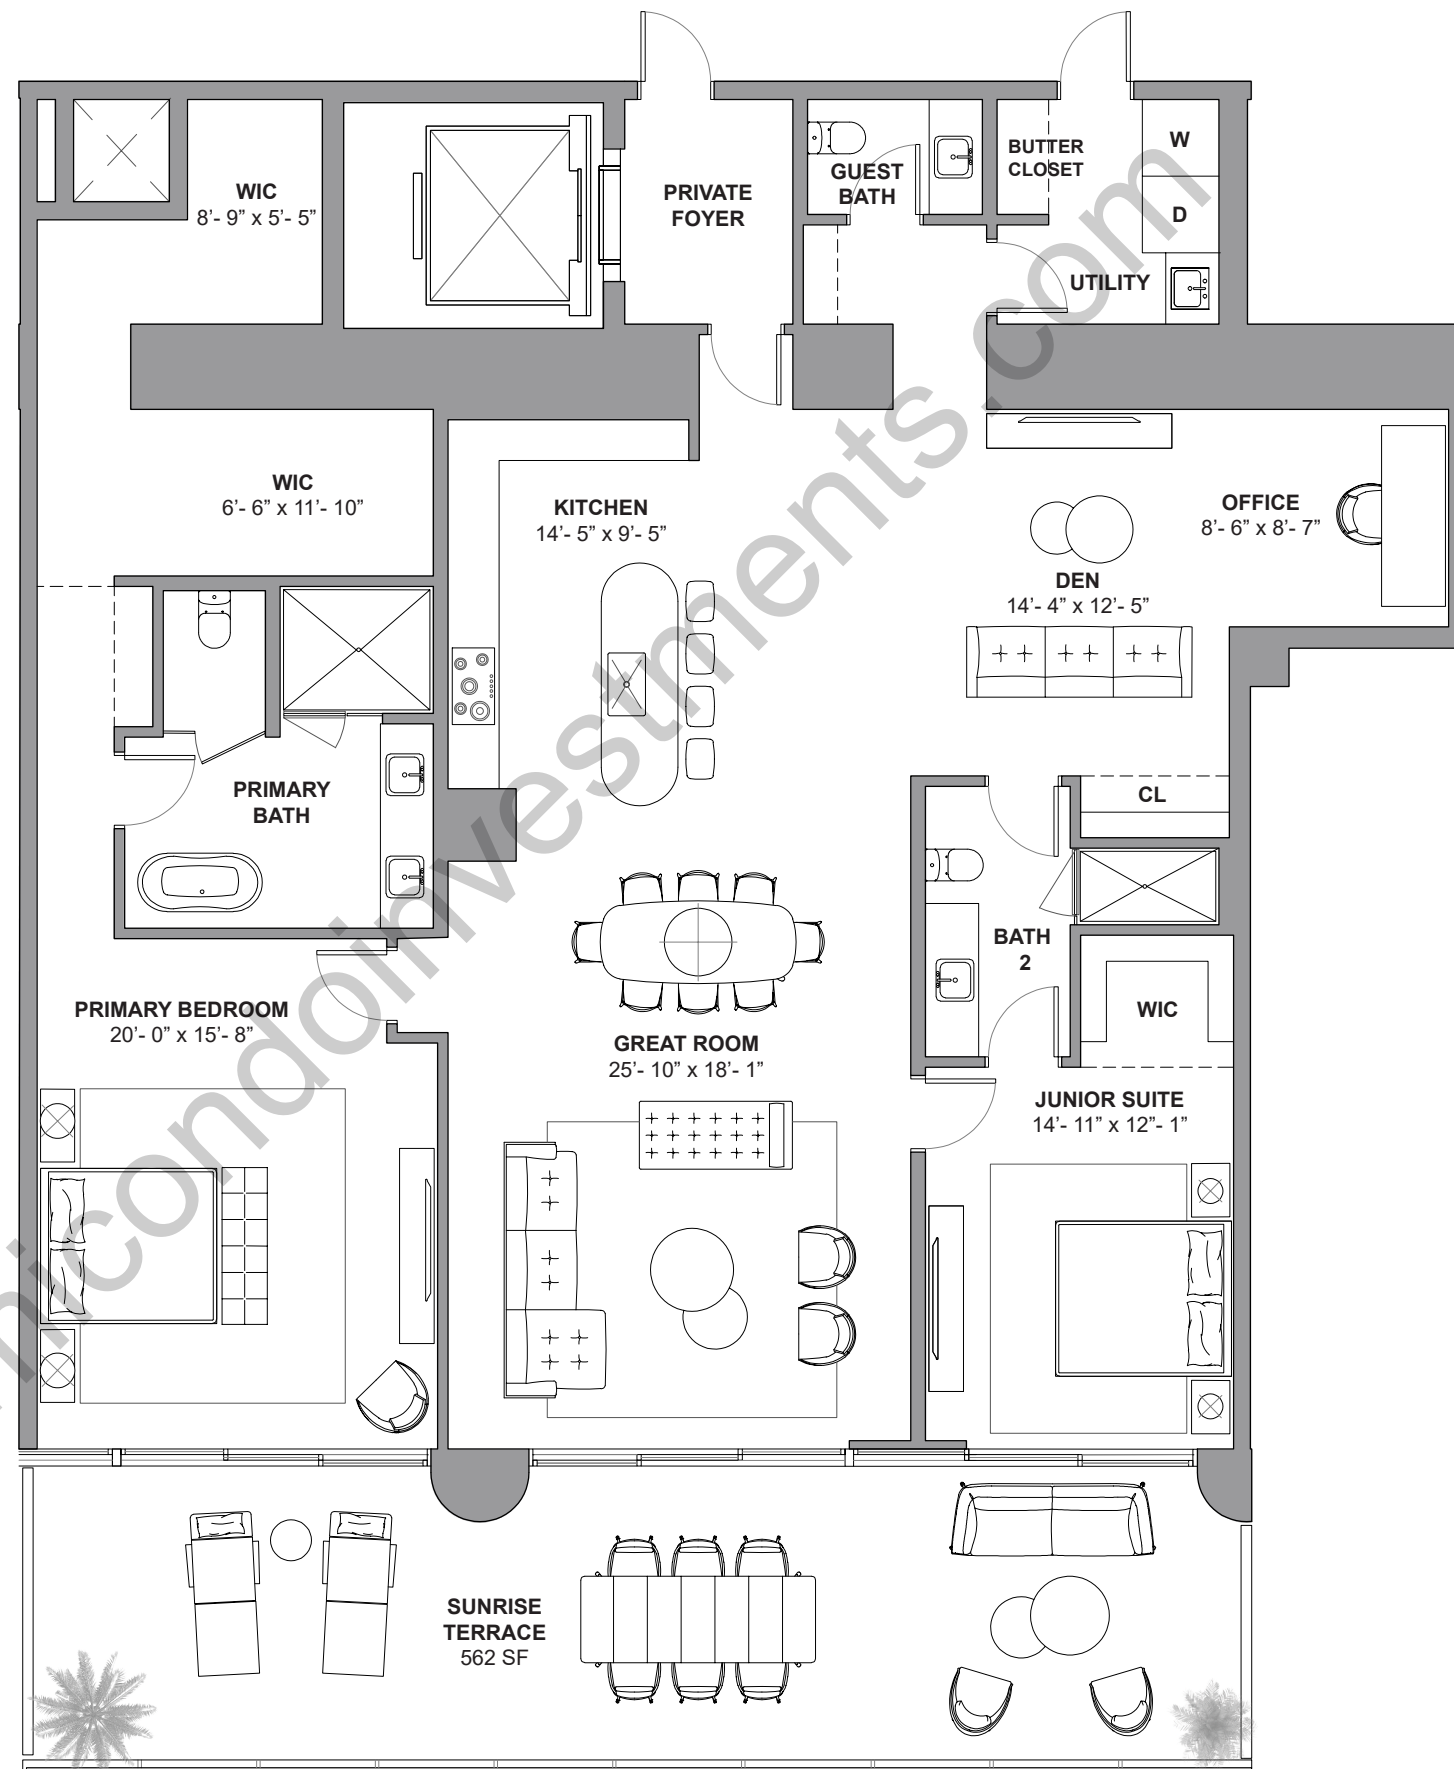 WIC
8’- 9” x 5’- 5”
PRIVATE
FOYER
GUEST
BATH
BUTTER
CLOSET
W
D
UTILITY
WIC
6’- 6” x 11’- 10”
KITCHEN
14’- 5” x 9’- 5”
OFFICE
8’- 6” x 8’- 7”
DEN
14’- 4” x 12’- 5”
PRIMARY
BATH
CL
BATH
2
WIC
PRIMARY BEDROOM
20’- 0” x 15’- 8”
GREAT ROOM
25’- 10” x 18’- 1”
JUNIOR SUITE
14’- 11” x 12”- 1”
SUNRISE
TERRACE
562 SF
micondoinvestments.com